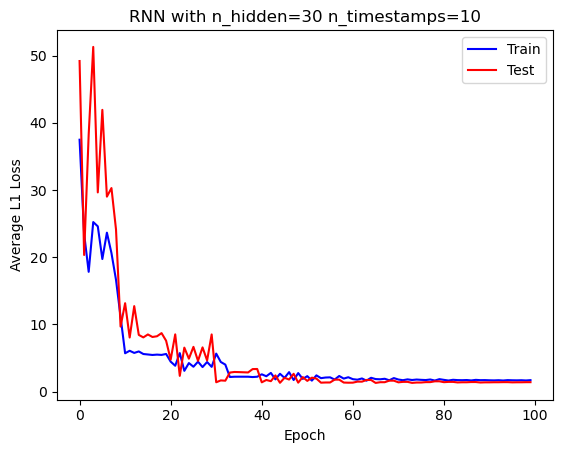 RNN with n_hidden=30 n_timestamps=10
Train
Test
Average L1 Loss
50
40
30
20
10
0
0 20 40 60 80 100
Epoch